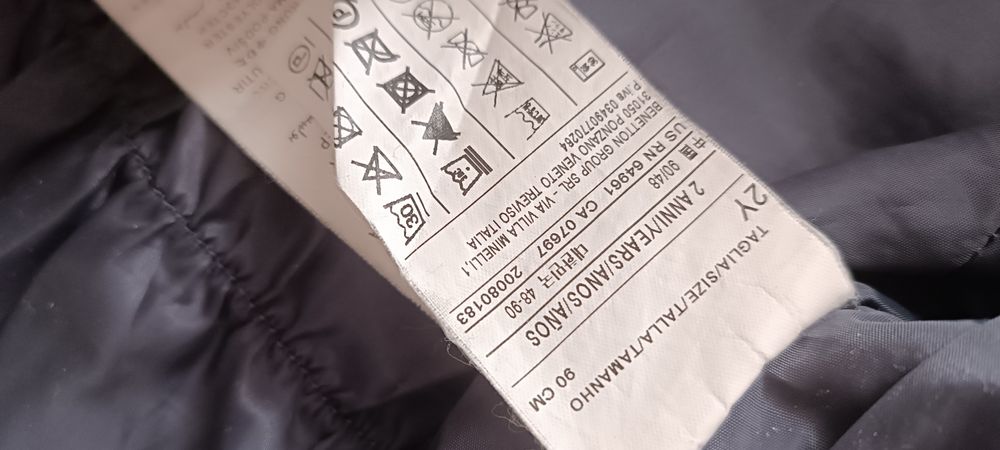 TAGLIA/SIZE/TALLA/TAMANHO
2Y 90 CM
2 ANNI/YEARS/AÑOS/ANOS
中国 90/48 대한민국 48-90
US RN 64961 CA 07697 20080183
BENETTON GROUP SRL - VIA VILLA MINELLI,1
31050 PONZANO VENETO TREVISO ITALIA
P.iva 03490770264
30